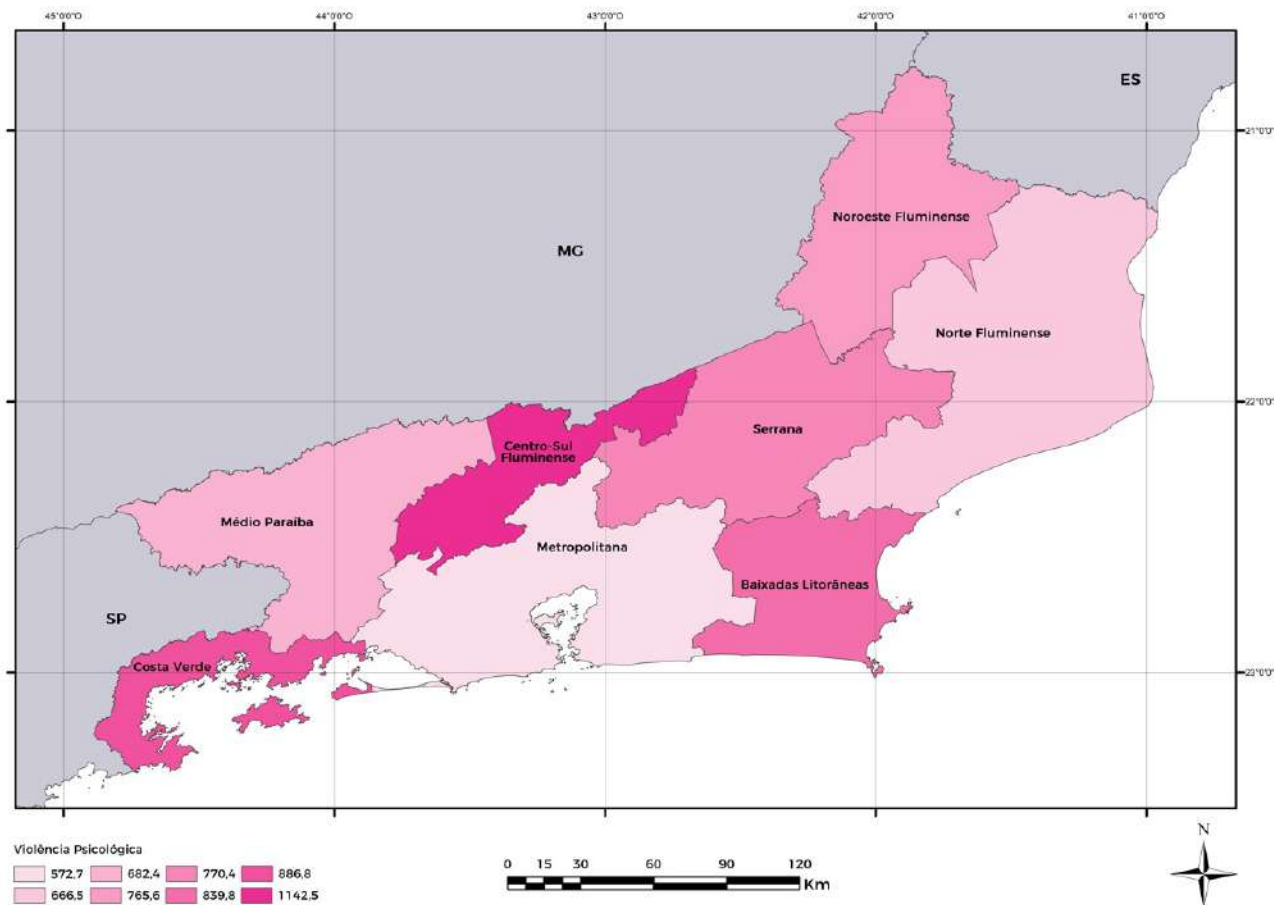 45°0'0" 44°0'0" 43°0'0" 42°0'0" 41°0'0"
ES
21°0'0"
Noroeste Fluminense
MG
Norte Fluminense
22°0'0"
Serrana
Centro-Sul
Fluminense
Médio Paraíba
Metropolitana
Baixadas Litorâneas
SP
Costa Verde
23°0'0"
Violência Psicológica
572,7 682,4 770,4 886,8
666,5 765,6 839,8 1142,5
0 15 30 60 90 120
Km
N